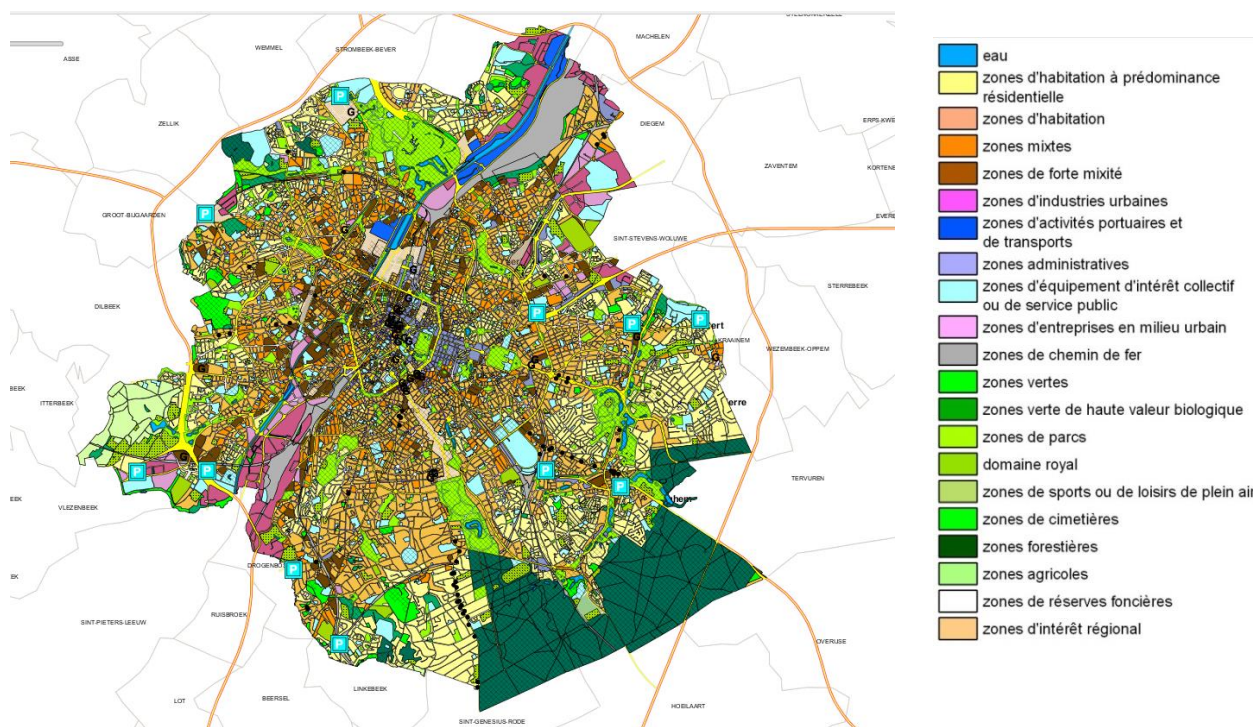 MACHELEN
WEMMEL
STROMBEEK-BEVER
ASSE
ZELLIK
DIEGEM
ZAVENTEM
GROOT-BIJGAARDEN
SINT-STEVENS-WOLUWE
STERREBEEK
DILBEEK
KRAAINEM
WEZEMBEEK-OPPEM
ITTERBEEK
erre
TERVUREN
VLEZENBEEK
RUISBROEK
SINT-PIETERS-LEEUW
OVERIJSE
LINKEBEEK
BEERSEL
LOT
HOEILAART
SINT-GENESIUS-RODE
P
P
P
P
P
P
P
P
P
P
P
G
G
G
G
eau
zones d'habitation à prédominance
résidentielle
zones d'habitation
zones mixtes
zones de forte mixité
zones d'industries urbaines
zones d'activités portuaires et
de transports
zones administratives
zones d'équipement d'intérêt collectif
ou de service public
zones d'entreprises en milieu urbain
zones de chemin de fer
zones vertes
zones verte de haute valeur biologique
zones de parcs
domaine royal
zones de sports ou de loisirs de plein air
zones de cimetières
zones forestières
zones agricoles
zones de réserves foncières
zones d'intérêt régional